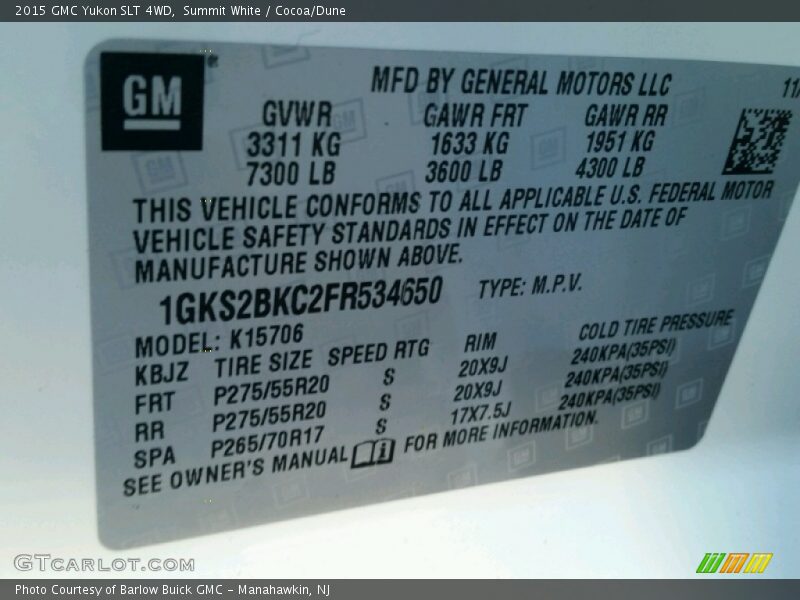 2015 GMC Yukon SLT 4WD,  Summit White / Cocoa/Dune
GM
MFD BY GENERAL MOTORS LLC
GVWR GAWR FRT GAWR RR
3311 KG 1633 KG 1951 KG
7300 LB 3600 LB 4300 LB
THIS VEHICLE CONFORMS TO ALL APPLICABLE U.S. FEDERAL MOTOR
VEHICLE SAFETY STANDARDS IN EFFECT ON THE DATE OF
MANUFACTURE SHOWN ABOVE.
1GKS2BKC2FR534650 TYPE: M.P.V.
MODEL: K15706
KBJZ TIRE SIZE SPEED RTG RIM COLD TIRE PRESSURE
FRT P275/55R20 S 20X9J 240KPA(35PSI)
RR P275/55R20 S 20X9J 240KPA(35PSI)
SPA P265/70R17 S 17X7.5J 240KPA(35PSI)
SEE OWNER'S MANUAL FOR MORE INFORMATION.
GTCARLOT.COM
Photo Courtesy of Barlow Buick GMC - Manahawkin, NJ